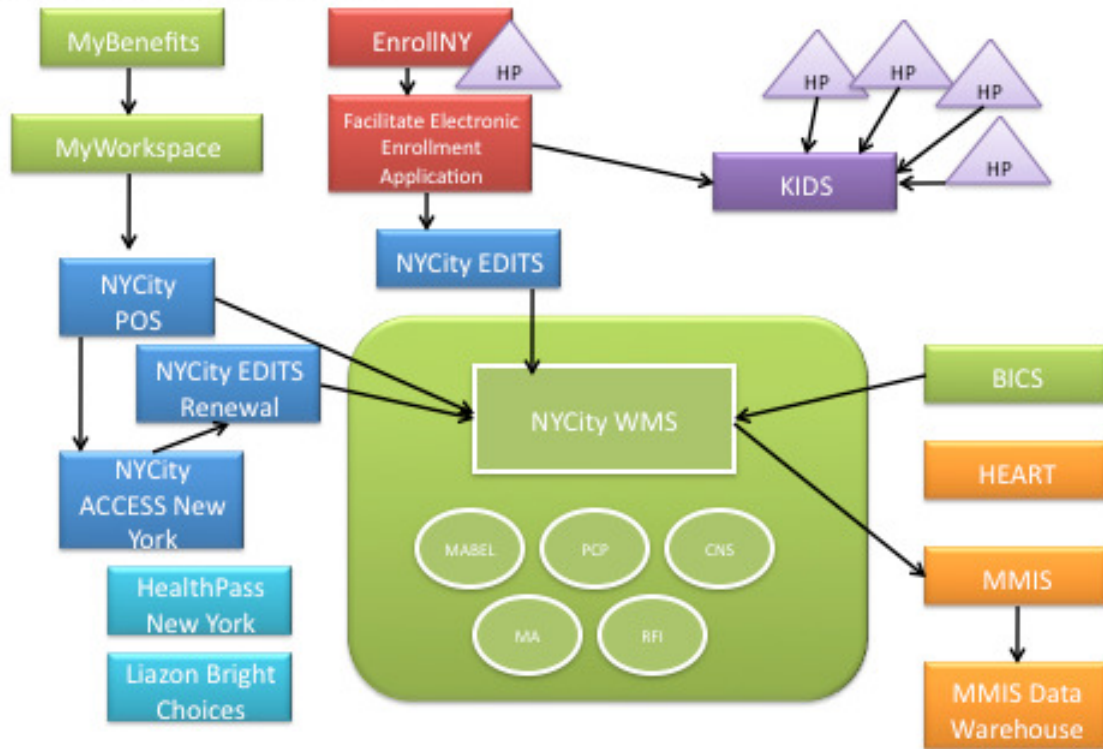 MyBenefits
EnrollNY
HP
HP
HP
HP
HP
MyWorkspace
Facilitate Electronic
Enrollment
Application
KIDS
NYCity
POS
NYCity EDITS
NYCity EDITS
Renewal
NYCity WMS
BICS
NYCity
ACCESS New
York
HEART
MABEL
PCP
CNS
HealthPass
New York
MMIS
MA
RFI
Liazon Bright
Choices
MMIS Data
Warehouse